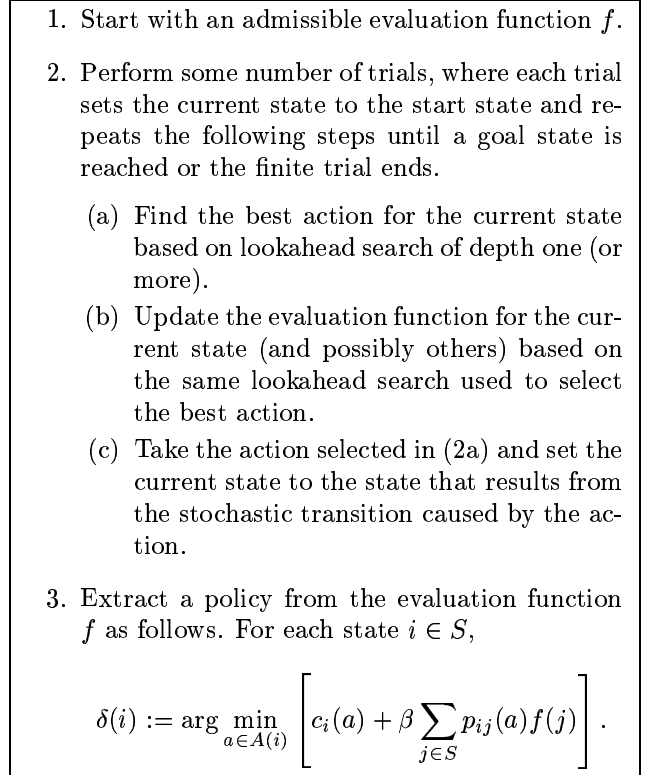 1. Start with an admissible evaluation function f.
2. Perform some number of trials, where each trial
sets the current state to the start state and re-
peats the following steps until a goal state is
reached or the finite trial ends.
(a) Find the best action for the current state
based on lookahead search of depth one (or
more).
(b) Update the evaluation function for the cur-
rent state (and possibly others) based on
the same lookahead search used to select
the best action.
(c) Take the action selected in (2a) and set the
current state to the state that results from
the stochastic transition caused by the ac-
tion.
3. Extract a policy from the evaluation function
f as follows. For each state i ∈ S,
δ(i) := arg min_{a∈A(i)} [c_i(a) + β ∑_{j∈S} p_{ij}(a)f(j)] .